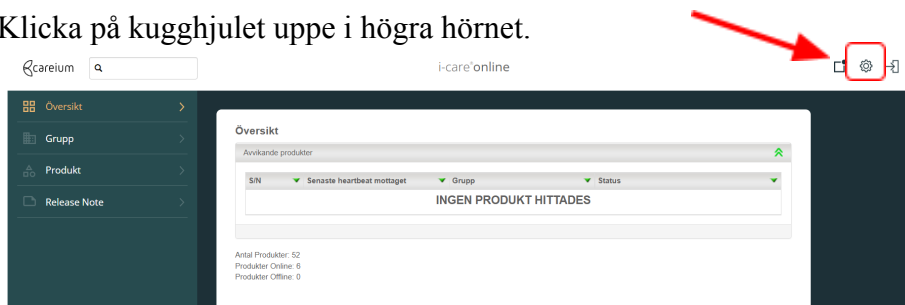 Klicka på kugghjulet uppe i högra hörnet.
careium
i-care®online
Översikt
Grupp
Produkt
Release Note
Översikt
Avvikande produkter
S/N Senaste heartbeat mottaget Grupp Status
INGEN PRODUKT HITTADES
Antal Produkter: 52
Produkter Online: 6
Produkter Offline: 0